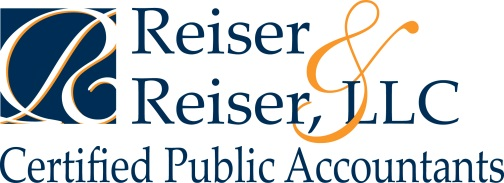 R
Reiser &
Reiser, LLC
Certified Public Accountants